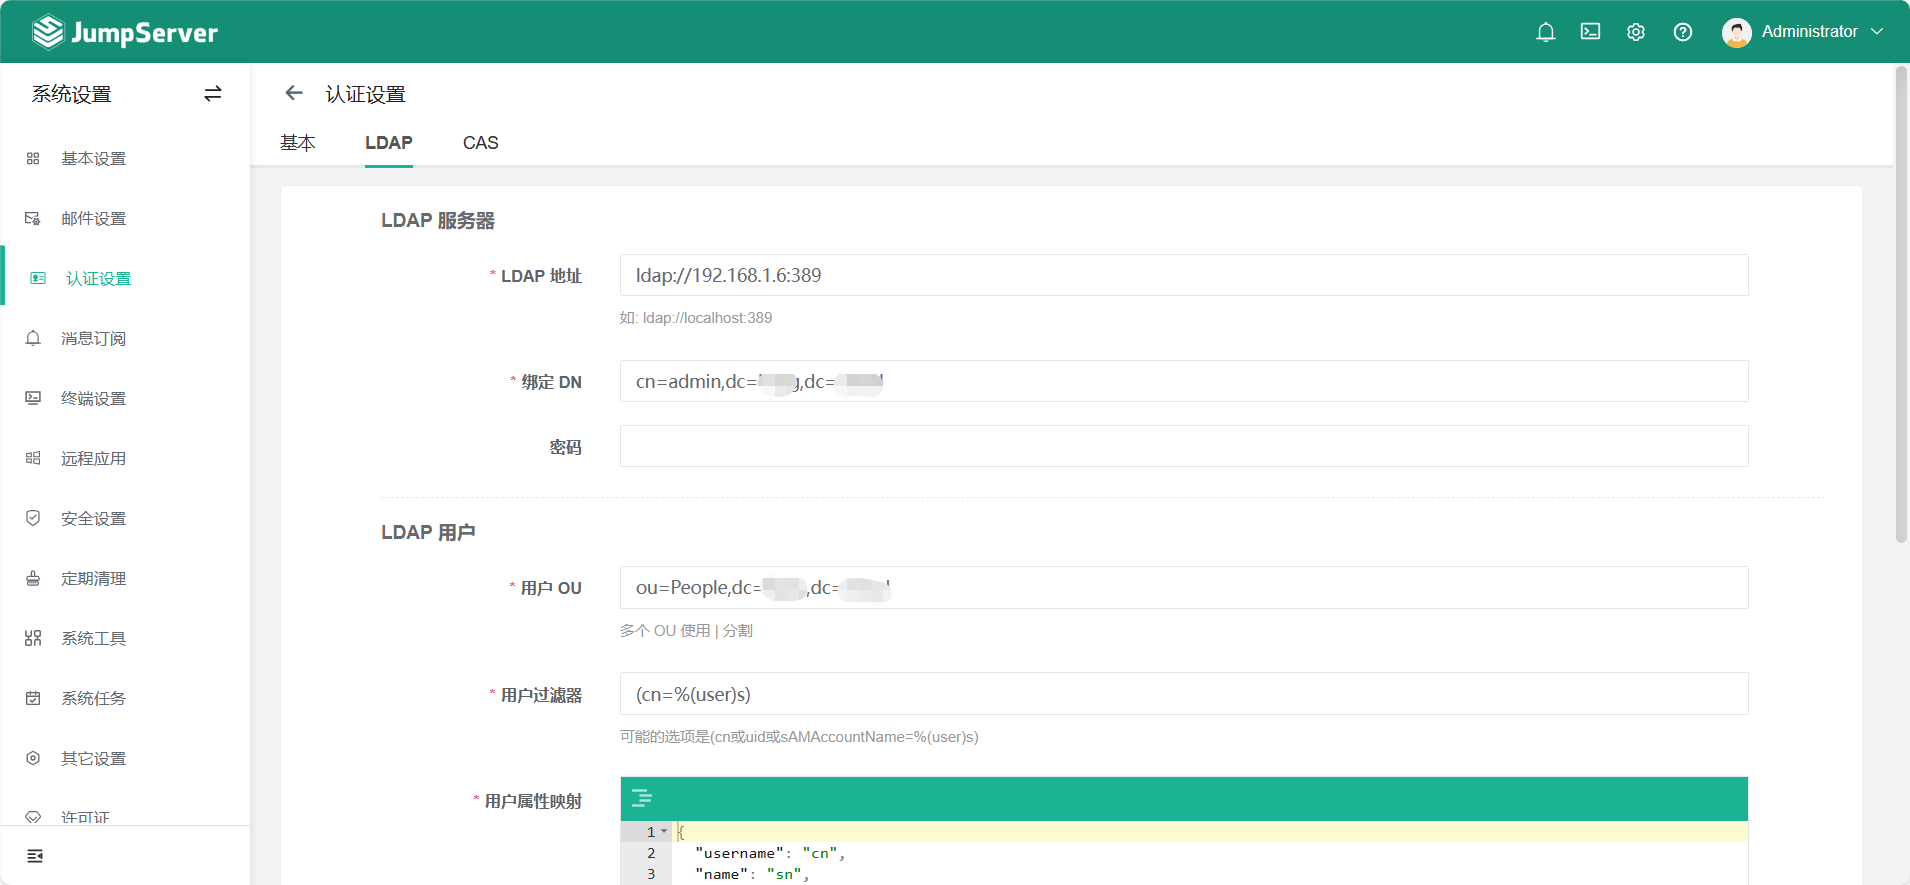 JumpServer
Administrator
系统设置
认证设置
基本 LDAP CAS
基本设置
邮件设置
认证设置
消息订阅
终端设置
远程应用
安全设置
定期清理
系统工具
系统任务
其它设置
许可证
LDAP 服务器
* LDAP 地址 ldap://192.168.1.6:389
如: ldap://localhost:389
* 绑定 DN cn=admin,dc= g,dc=
密码
LDAP 用户
* 用户 OU ou=People,dc= ,dc=
多个 OU 使用 | 分割
* 用户过滤器 (cn=%(user)s)
可能的选项是(cn或uid或sAMAccountName=%(user)s)
* 用户属性映射
1 {
2 "username": "cn",
3 "name": "sn",